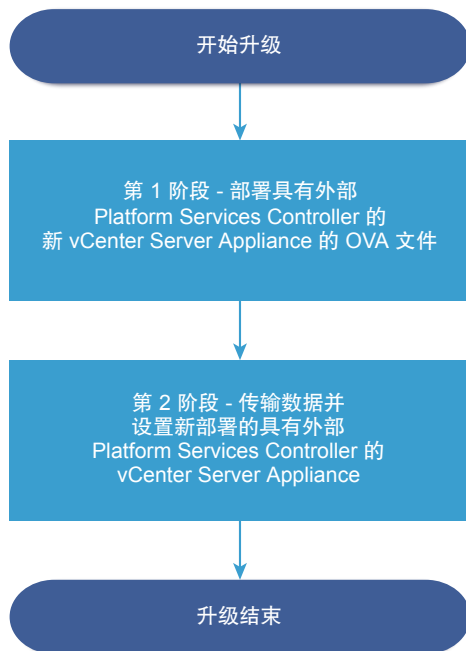 开始升级
第 1 阶段 - 部署具有外部
Platform Services Controller 的
新 vCenter Server Appliance 的 OVA 文件
第 2 阶段 - 传输数据并
设置新部署的具有外部
Platform Services Controller 的
vCenter Server Appliance
升级结束